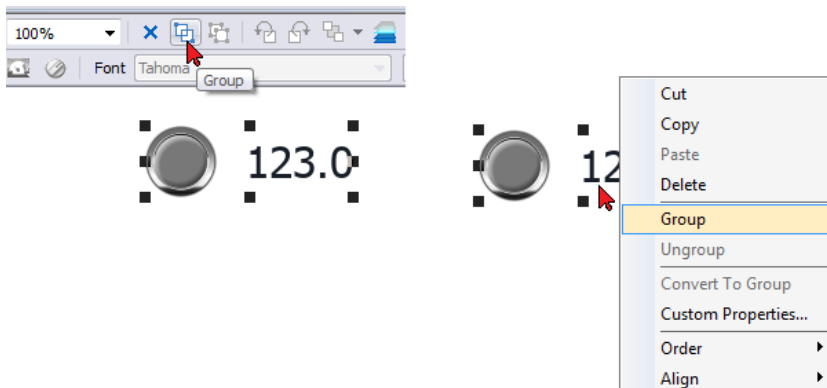 100%
Font Tahoma
Group
123.0
12
Cut
Copy
Paste
Delete
Group
Ungroup
Convert To Group
Custom Properties...
Order
Align